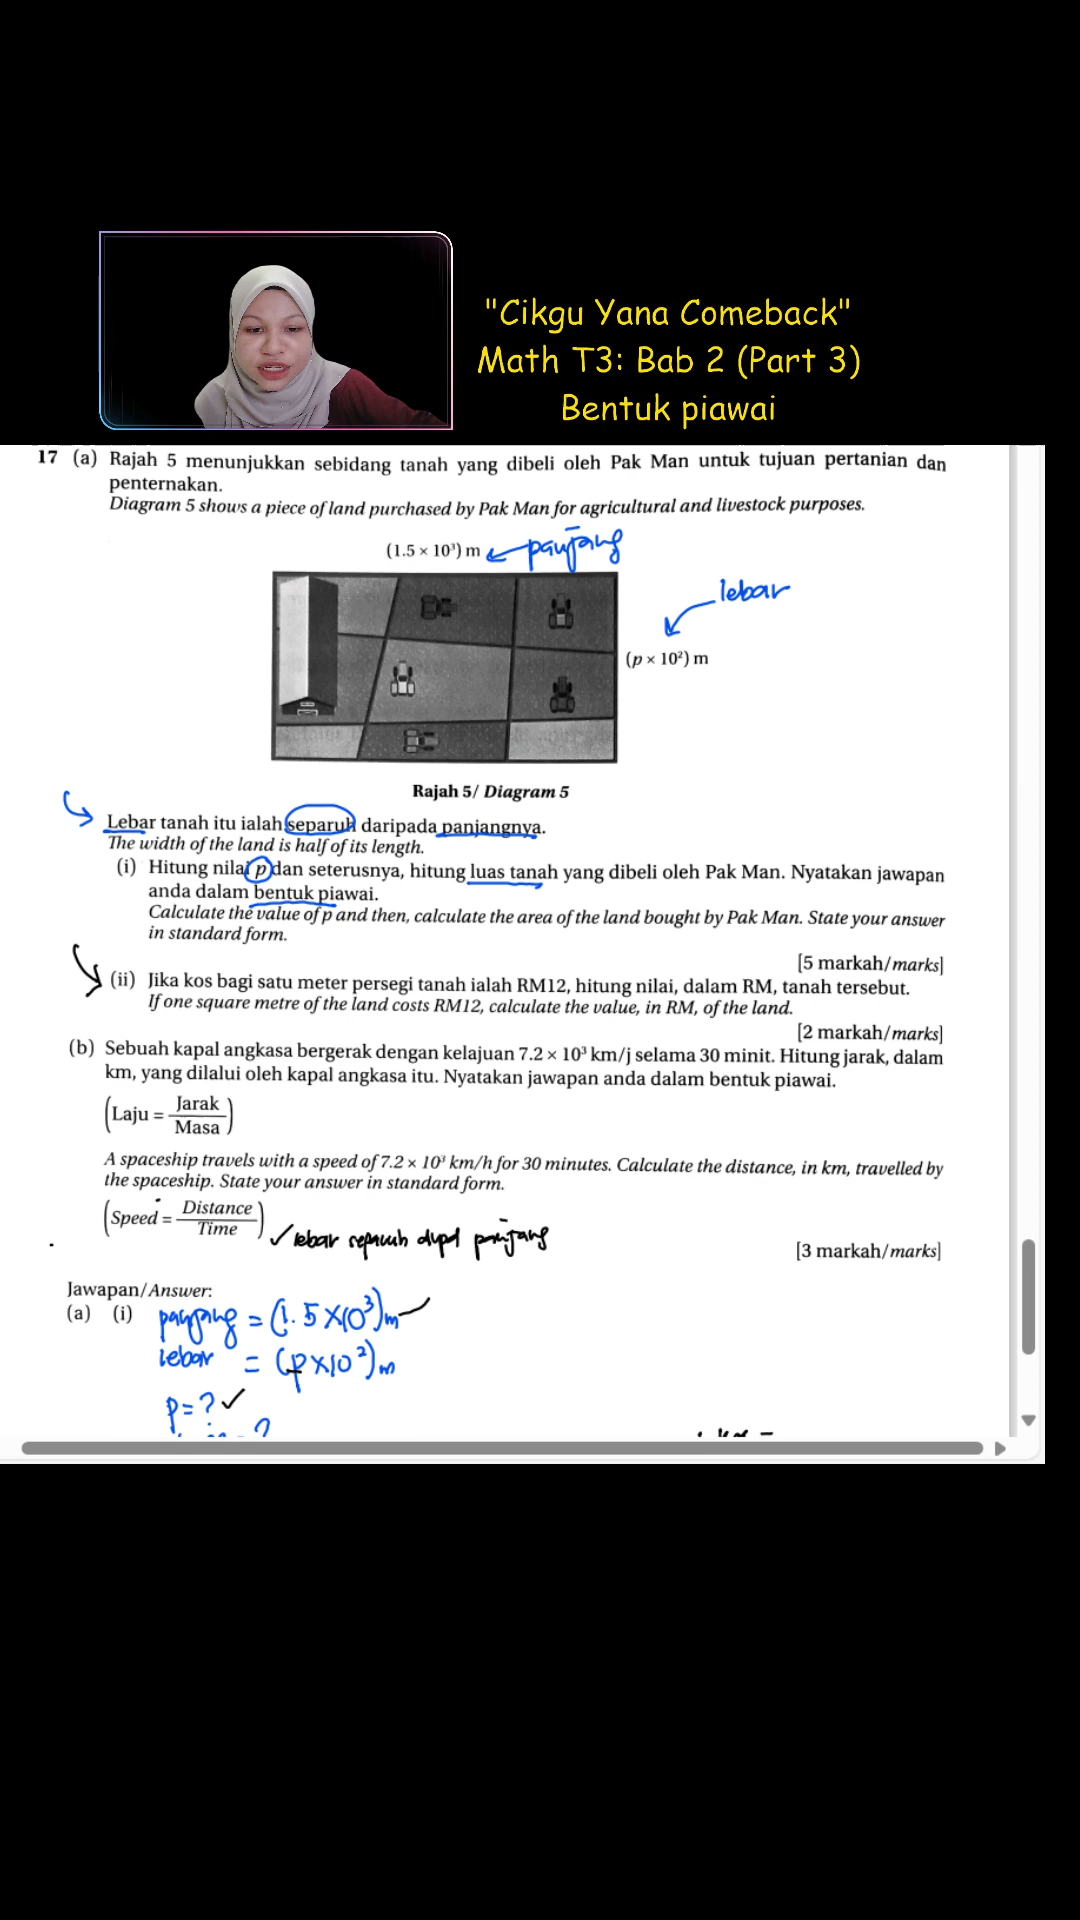 "Cikgu Yana Comeback"
Math T3: Bab 2 (Part 3)
Bentuk piawai
17 (a) Rajah 5 menunjukkan sebidang tanah yang dibeli oleh Pak Man untuk tujuan pertanian dan
penternakan.
Diagram 5 shows a piece of land purchased by Pak Man for agricultural and livestock purposes.
(1.5 × 10³) m panjang
lebar
(p × 10²) m
Rajah 5/ Diagram 5
Lebar tanah itu ialah separuh daripada panjangnya.
The width of the land is half of its length.
(i) Hitung nilai p dan seterusnya, hitung luas tanah yang dibeli oleh Pak Man. Nyatakan jawapan
anda dalam bentuk piawai.
Calculate the value of p and then, calculate the area of the land bought by Pak Man. State your answer
in standard form.
[5 markah/marks]
(ii) Jika kos bagi satu meter persegi tanah ialah RM12, hitung nilai, dalam RM, tanah tersebut.
If one square metre of the land costs RM12, calculate the value, in RM, of the land.
[2 markah/marks]
(b) Sebuah kapal angkasa bergerak dengan kelajuan 7.2 × 10³ km/j selama 30 minit. Hitung jarak, dalam
km, yang dilalui oleh kapal angkasa itu. Nyatakan jawapan anda dalam bentuk piawai.
(Laju = Jarak
Masa)
A spaceship travels with a speed of 7.2 × 10³ km/h for 30 minutes. Calculate the distance, in km, travelled by
the spaceship. State your answer in standard form.
(Speed = Distance
Time)
✓ lebar separuh drpd panjang
[3 markah/marks]
Jawapan/Answer:
(a) (i) panjang = (1.5 × 10³) m
lebar = (p × 10²) m
p = ? ✓